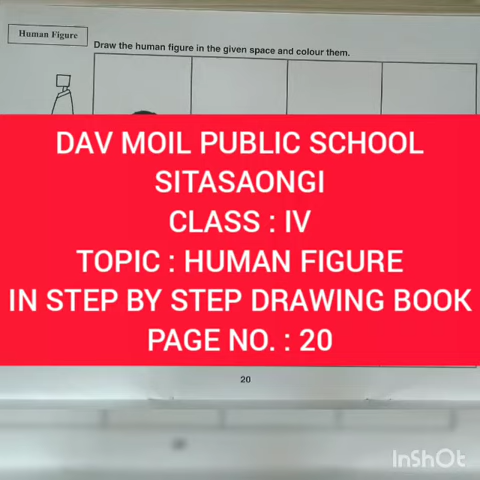 Human Figure
Draw the human figure in the given space and colour them.
DAV MOIL PUBLIC SCHOOL
SITASAONGI
CLASS : IV
TOPIC : HUMAN FIGURE
IN STEP BY STEP DRAWING BOOK
PAGE NO. : 20
20
InShOt